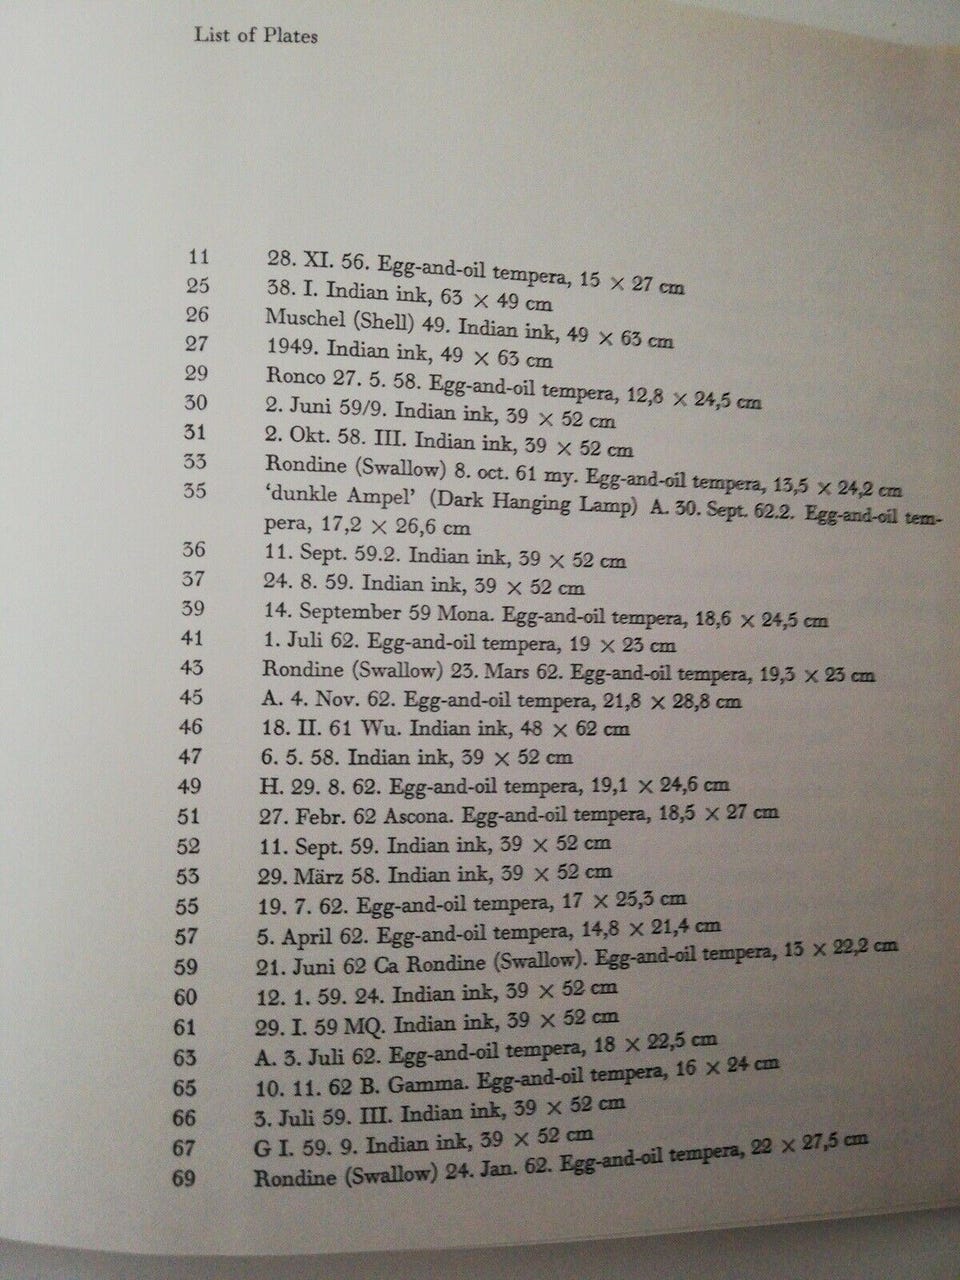 List of Plates
11 28. XI. 56. Egg-and-oil tempera, 15 × 27 cm
25 38. I. Indian ink, 63 × 49 cm
26 Muschel (Shell) 49. Indian ink, 49 × 63 cm
27 1949. Indian ink, 49 × 63 cm
29 Ronco 27. 5. 58. Egg-and-oil tempera, 12,8 × 24,5 cm
30 2. Juni 59/9. Indian ink, 39 × 52 cm
31 2. Okt. 58. III. Indian ink, 39 × 52 cm
33 Rondine (Swallow) 8. oct. 61 my. Egg-and-oil tempera, 13,5 × 24,2 cm
35 ‘dunkle Ampel’ (Dark Hanging Lamp) A. 30. Sept. 62.2. Egg-and-oil tem-
pera, 17,2 × 26,6 cm
36 11. Sept. 59.2. Indian ink, 39 × 52 cm
37 24. 8. 59. Indian ink, 39 × 52 cm
39 14. September 59 Mona. Egg-and-oil tempera, 18,6 × 24,5 cm
41 1. Juli 62. Egg-and-oil tempera, 19 × 23 cm
43 Rondine (Swallow) 23. Mars 62. Egg-and-oil tempera, 19,3 × 23 cm
45 A. 4. Nov. 62. Egg-and-oil tempera, 21,8 × 28,8 cm
46 18. II. 61 Wu. Indian ink, 48 × 62 cm
47 6. 5. 58. Indian ink, 39 × 52 cm
49 H. 29. 8. 62. Egg-and-oil tempera, 19,1 × 24,6 cm
51 27. Febr. 62 Ascona. Egg-and-oil tempera, 18,5 × 27 cm
52 11. Sept. 59. Indian ink, 39 × 52 cm
53 29. März 58. Indian ink, 39 × 52 cm
55 19. 7. 62. Egg-and-oil tempera, 17 × 25,3 cm
57 5. April 62. Egg-and-oil tempera, 14,8 × 21,4 cm
59 21. Juni 62 Ca Rondine (Swallow). Egg-and-oil tempera, 13 × 22,2 cm
60 12. 1. 59. 24. Indian ink, 39 × 52 cm
61 29. I. 59 MQ. Indian ink, 39 × 52 cm
63 A. 3. Juli 62. Egg-and-oil tempera, 18 × 22,5 cm
65 10. 11. 62 B. Gamma. Egg-and-oil tempera, 16 × 24 cm
66 3. Juli 59. III. Indian ink, 39 × 52 cm
67 G I. 59. 9. Indian ink, 39 × 52 cm
69 Rondine (Swallow) 24. Jan. 62. Egg-and-oil tempera, 22 × 27,5 cm